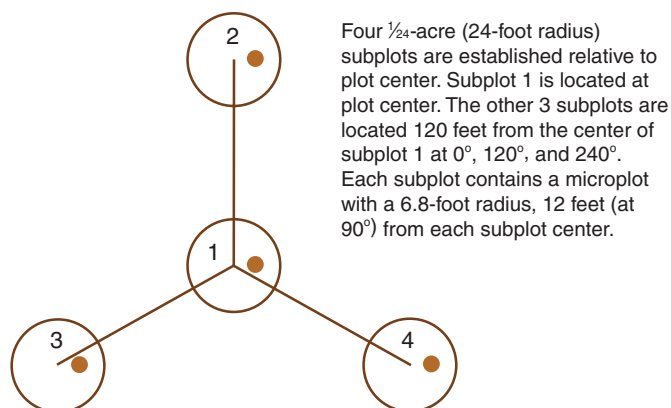 2
Four 1⁄24-acre (24-foot radius)
subplots are established relative to
plot center. Subplot 1 is located at
plot center. The other 3 subplots are
located 120 feet from the center of
subplot 1 at 0°, 120°, and 240°.
Each subplot contains a microplot
with a 6.8-foot radius, 12 feet (at
90°) from each subplot center.
1
3
4